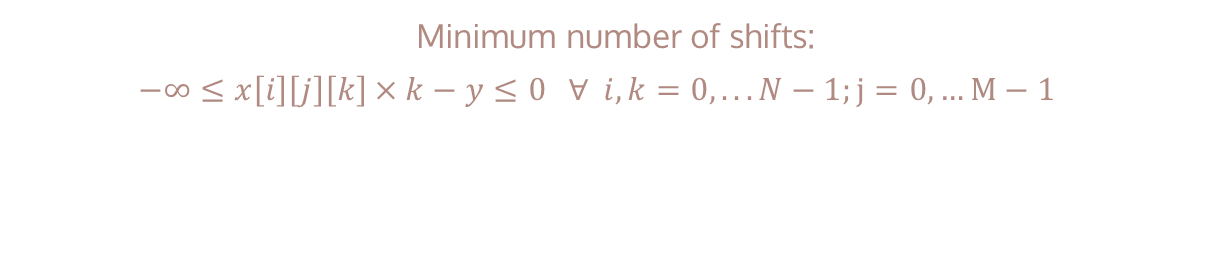 Minimum number of shifts:
−∞ ≤ x[i][j][k] × k − y ≤ 0 ∀ i, k = 0, . . . N − 1; j = 0, … M − 1